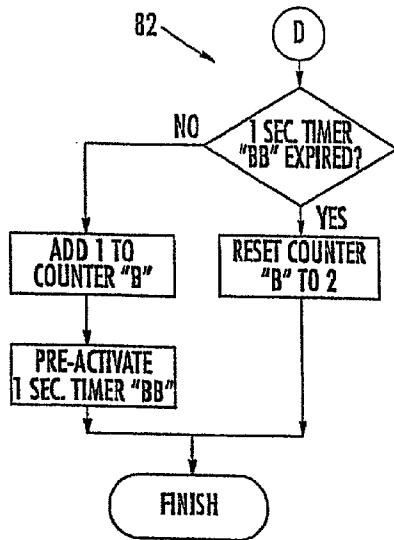 82
D
1 SEC. TIMER
"BB" EXPIRED?
NO
YES
ADD 1 TO
COUNTER "B"
RESET COUNTER
"B" TO 2
PRE-ACTIVATE
1 SEC. TIMER "BB"
FINISH